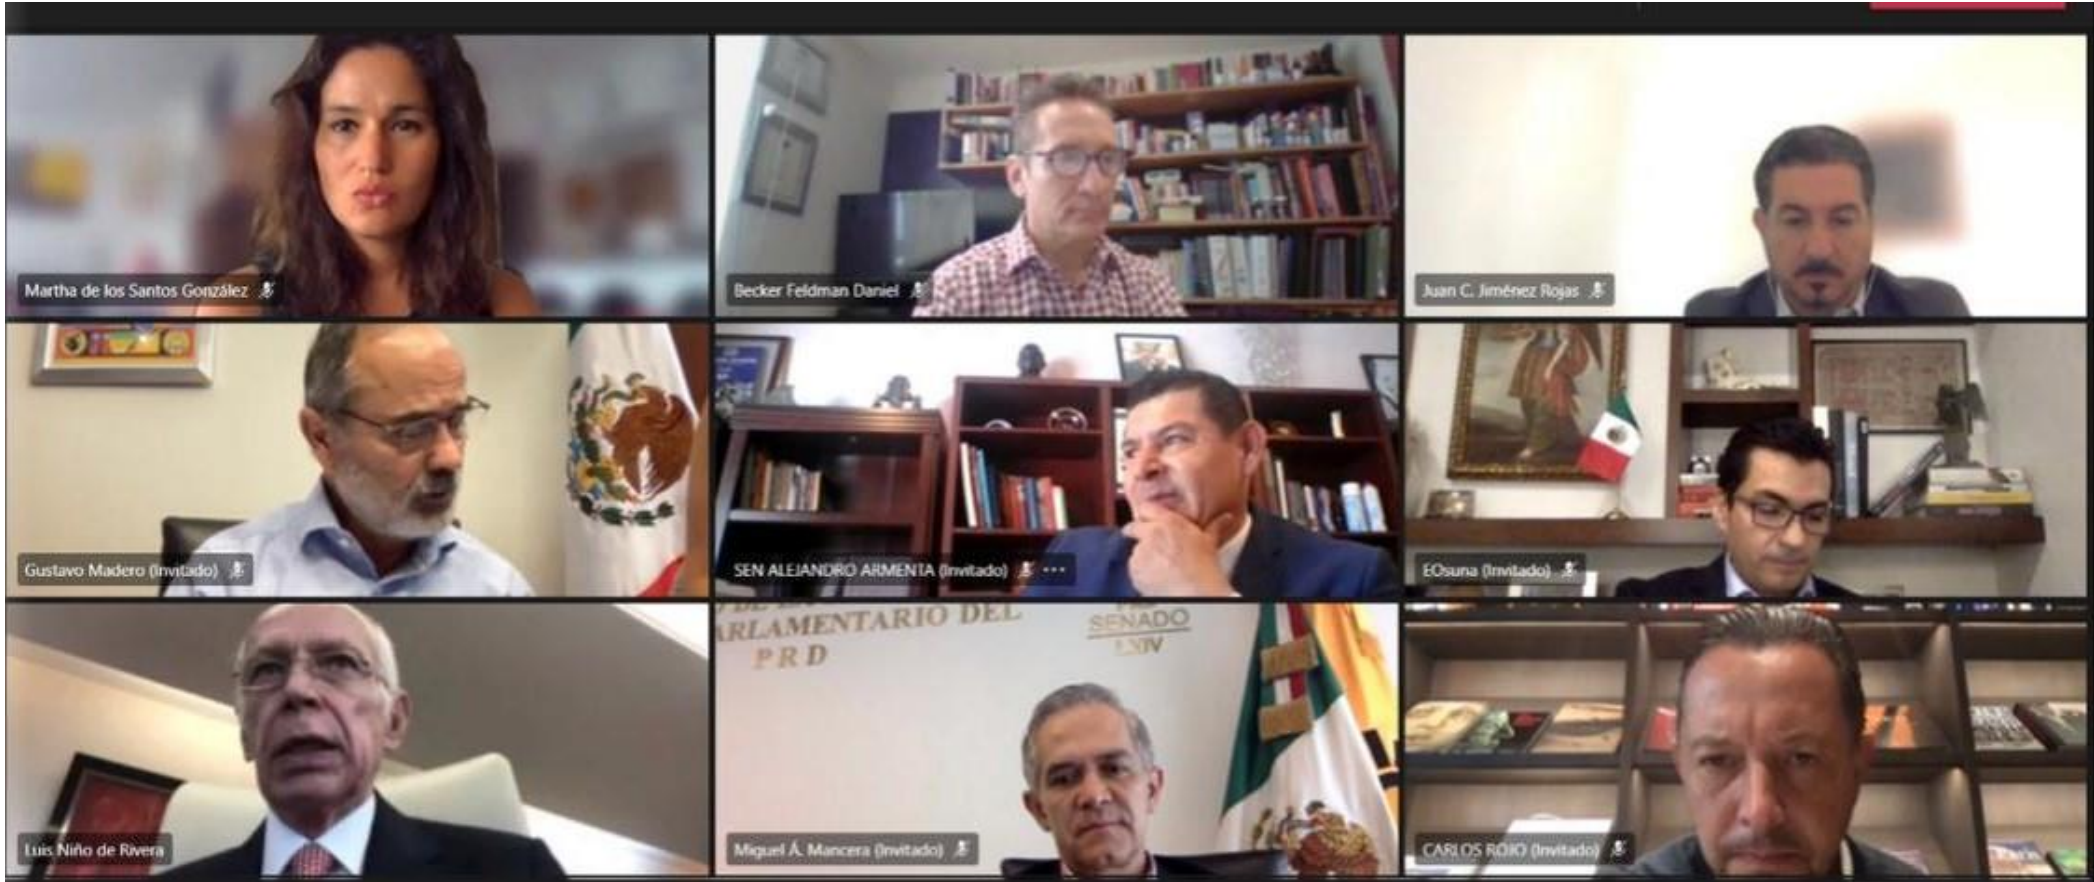 Martha de los Santos González
Becker Feldman Daniel
Juan C. Jiménez Rojas
Gustavo Madero (Invitado)
SEN ALEJANDRO ARMENTA (Invitado)
EOsuna (Invitado)
PARLAMENTARIO DEL
PRD
SENADO
LXIV
Luis Niño de Rivera
Miguel Á. Mancera (Invitado)
CARLOS ROJO (Invitado)